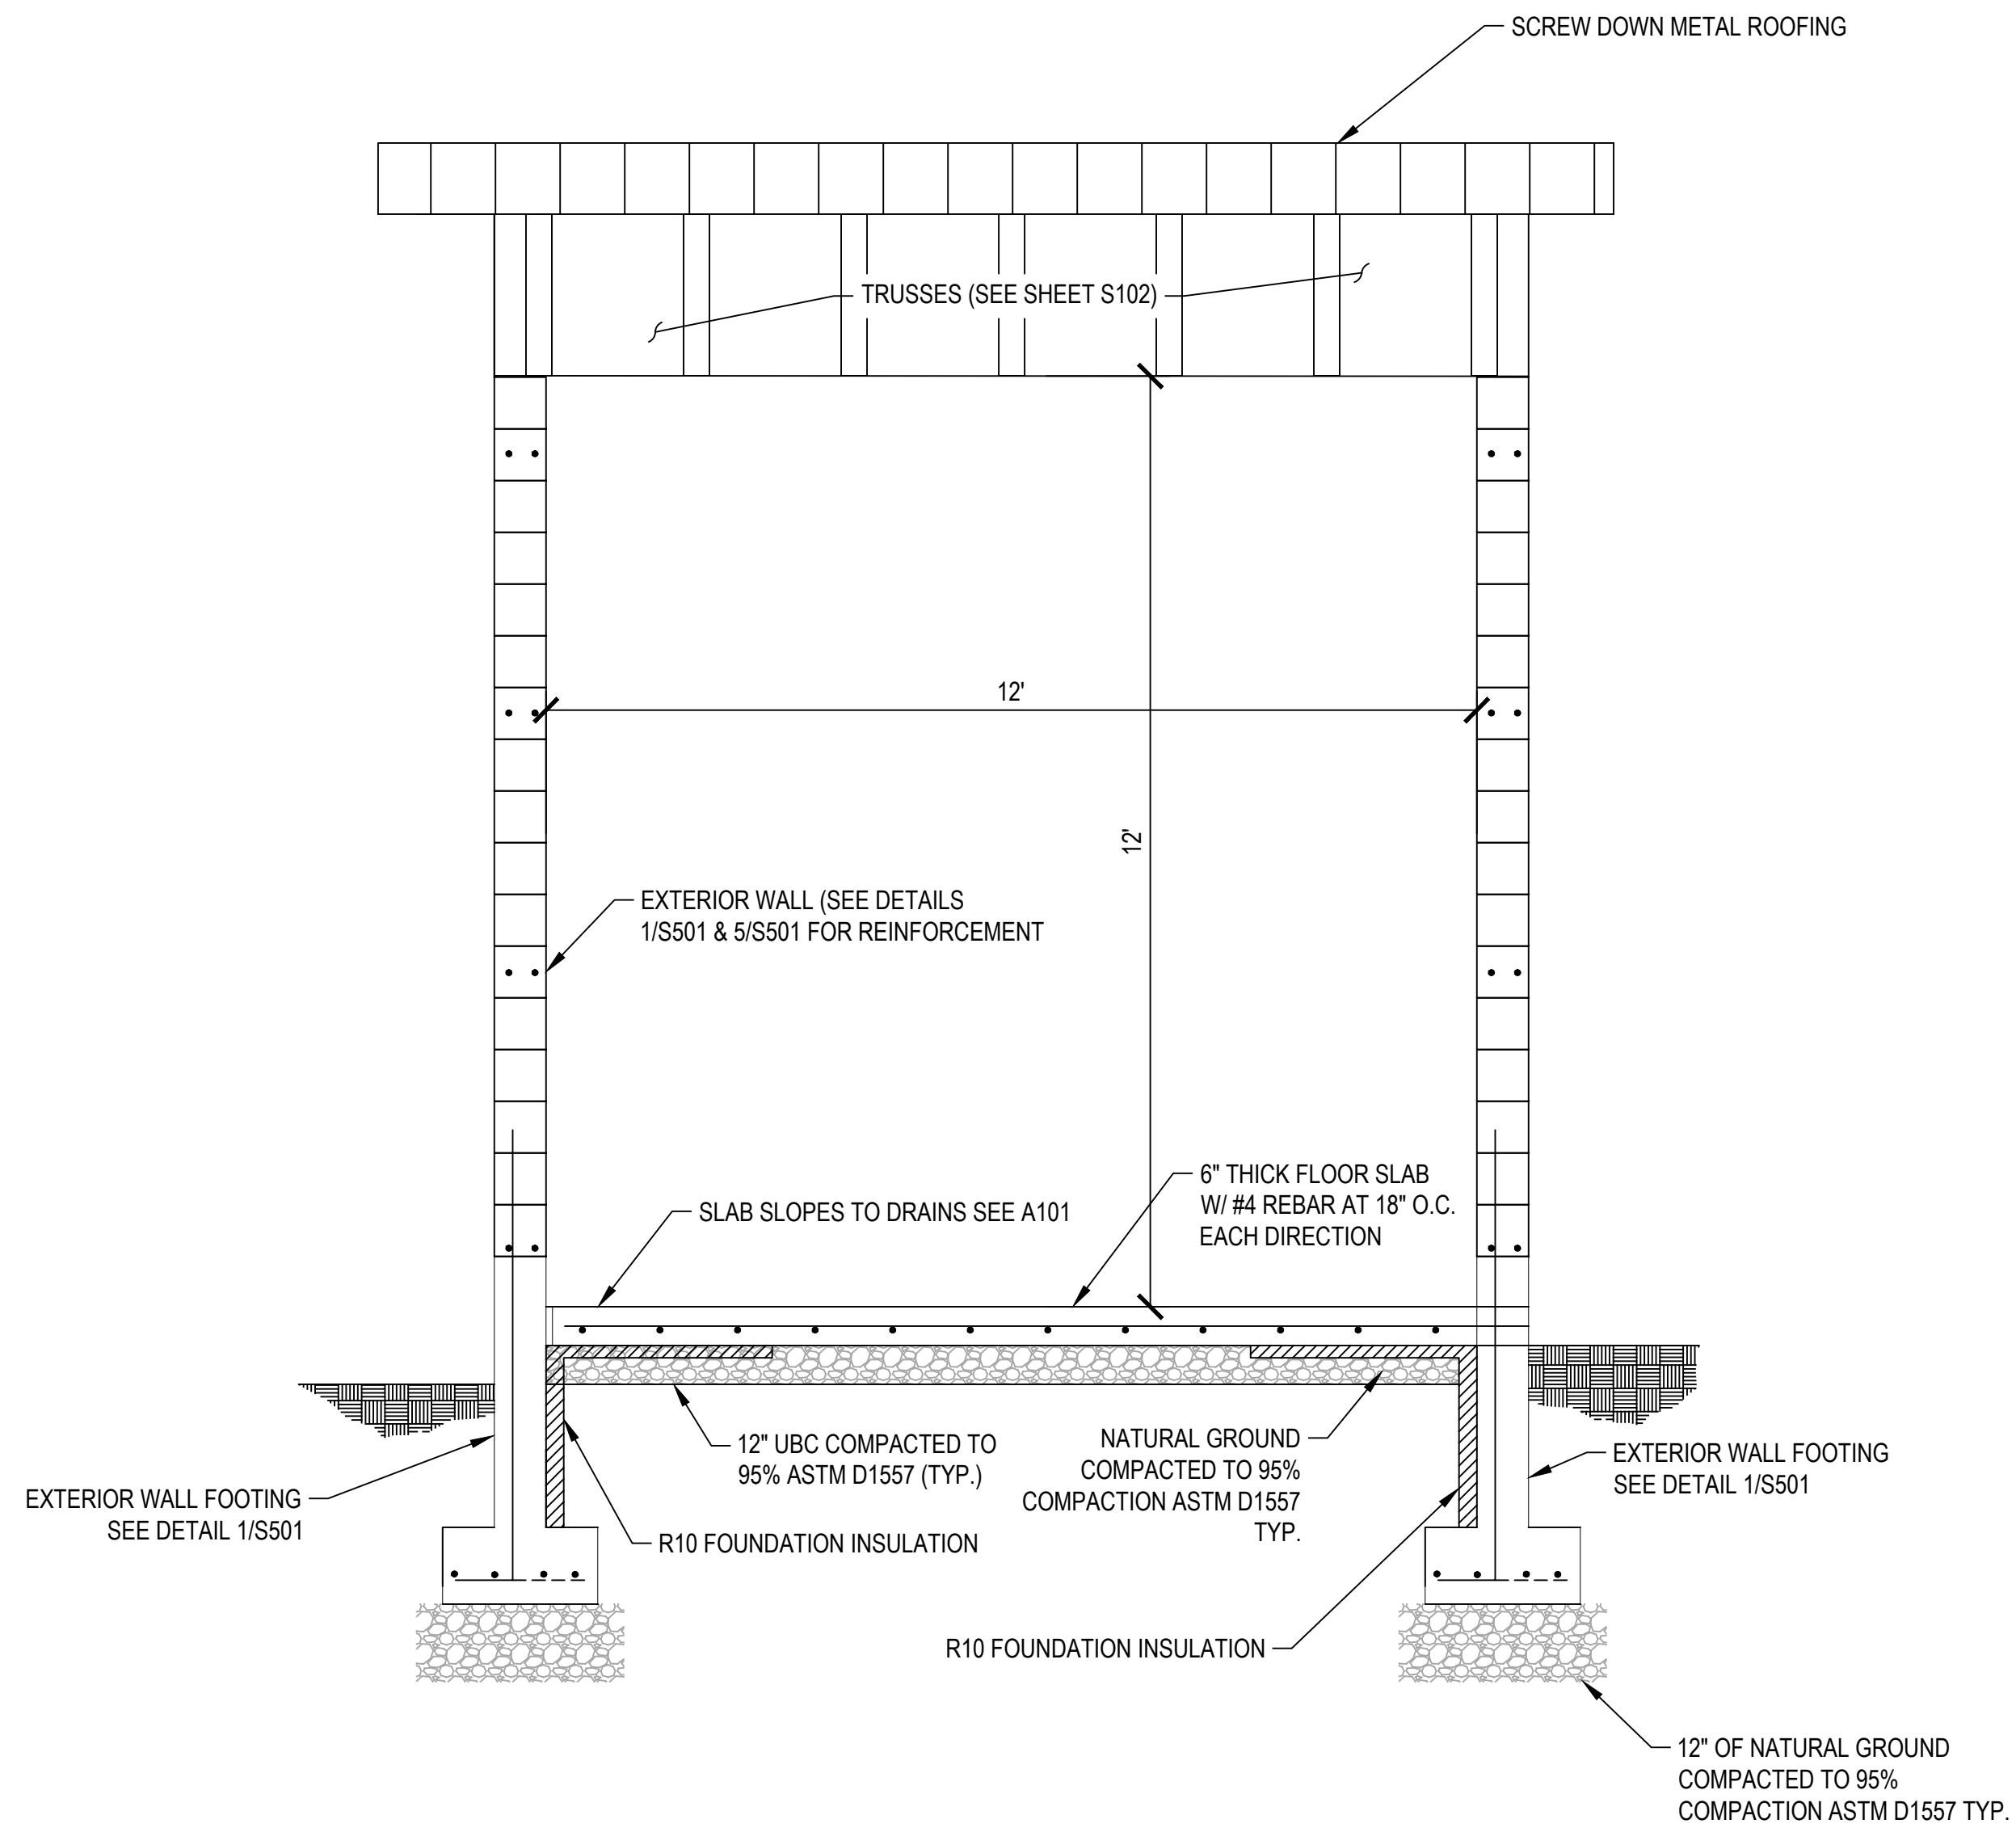 SCREW DOWN METAL ROOFING
TRUSSES (SEE SHEET S102)
12'
12'
EXTERIOR WALL (SEE DETAILS
1/S501 & 5/S501 FOR REINFORCEMENT
6" THICK FLOOR SLAB
W/ #4 REBAR AT 18" O.C.
EACH DIRECTION
SLAB SLOPES TO DRAINS SEE A101
12" UBC COMPACTED TO
95% ASTM D1557 (TYP.)
NATURAL GROUND
COMPACTED TO 95%
COMPACTION ASTM D1557
TYP.
EXTERIOR WALL FOOTING
SEE DETAIL 1/S501
EXTERIOR WALL FOOTING
SEE DETAIL 1/S501
R10 FOUNDATION INSULATION
R10 FOUNDATION INSULATION
12" OF NATURAL GROUND
COMPACTED TO 95%
COMPACTION ASTM D1557 TYP.